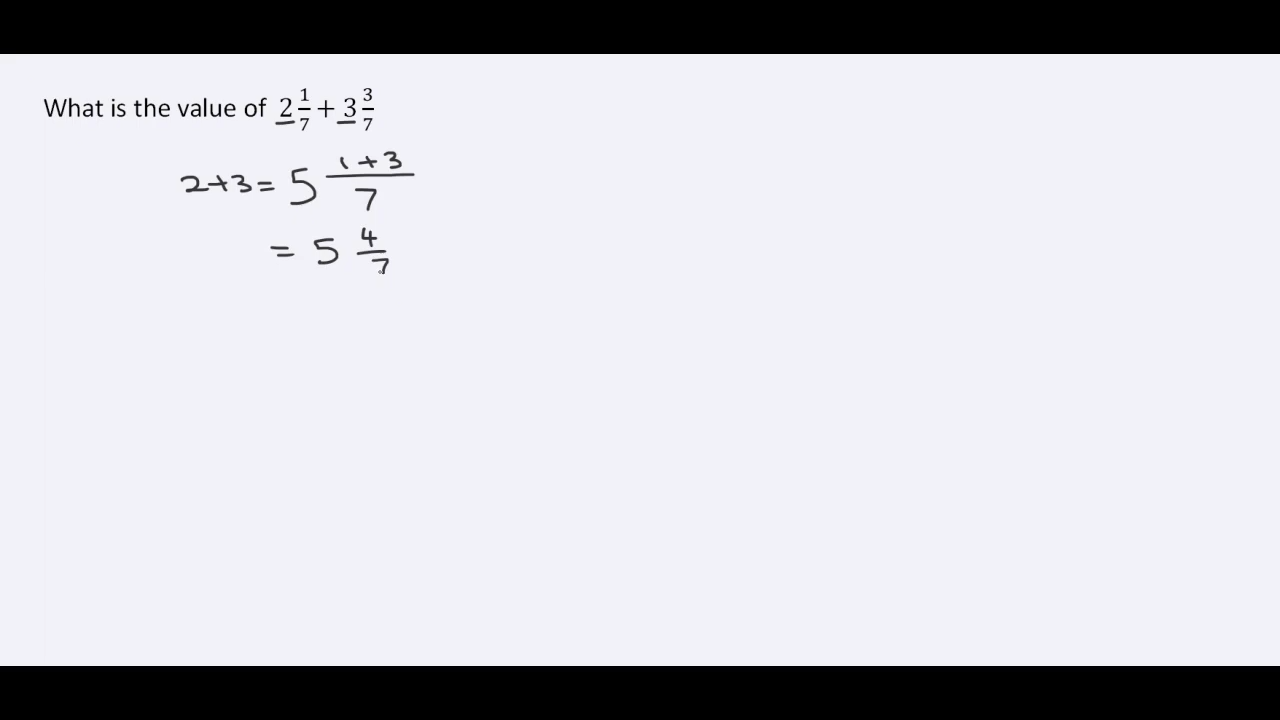 What is the value of 2 1/7 + 3 3/7
2+3 = 5 (1+3)/7
= 5 4/7